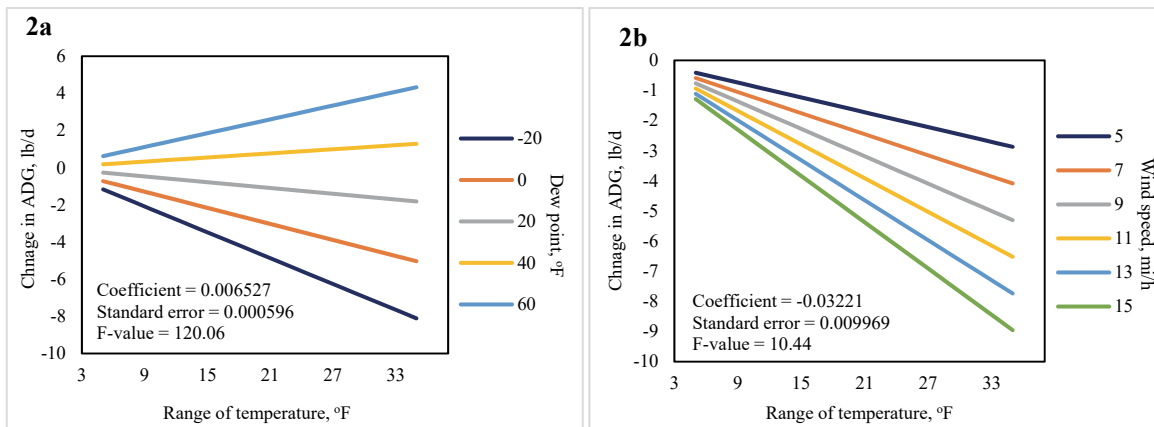 2a
6
4
2
0
-2
-4
-6
-8
-10
Chnage in ADG, lb/d
Coefficient = 0.006527
Standard error = 0.000596
F-value = 120.06
3 9 15 21 27 33
Range of temperature, °F
-20
0
20
40
60
Dew point, °F
2b
0
-1
-2
-3
-4
-5
-6
-7
-8
-9
-10
Chnage in ADG, lb/d
Coefficient = -0.03221
Standard error = 0.009969
F-value = 10.44
3 9 15 21 27 33
Range of temperature, °F
5
7
9
11
13
15
Wind speed, mi/h